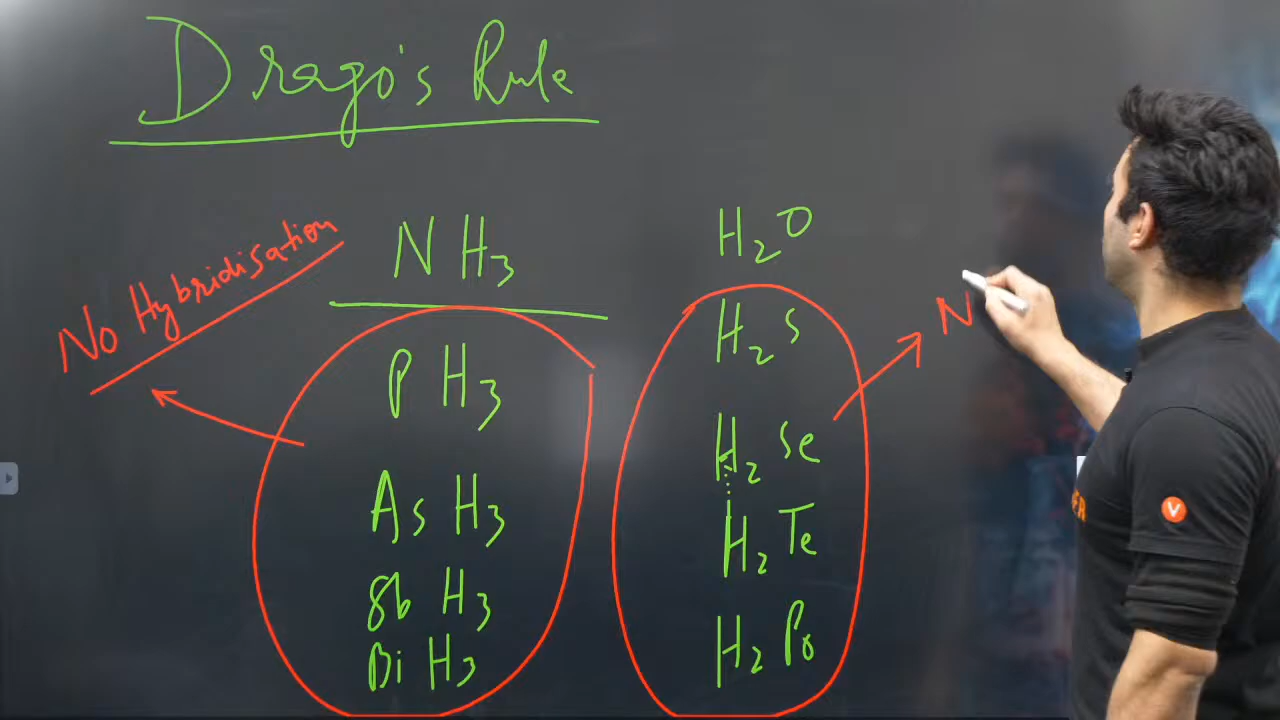 Drago's Rule
No Hybridisation
NH3
PH3
AsH3
SbH3
BiH3
H2O
H2S
H2Se
H2Te
H2Po
N
V